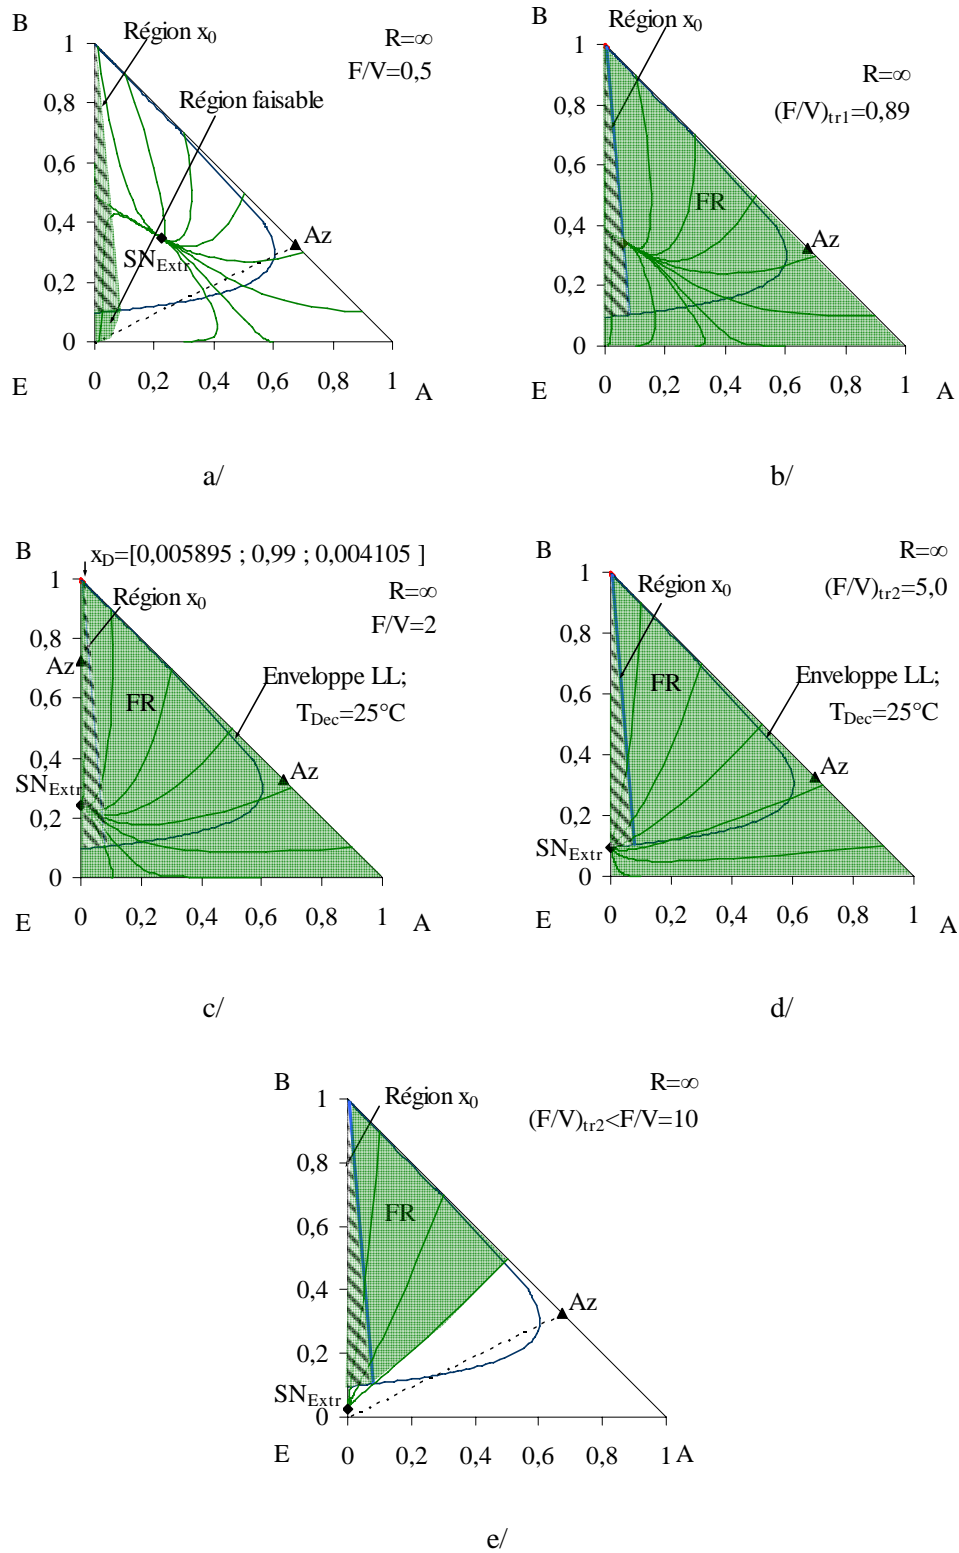 B
Région x0
R=∞
F/V=0,5
Région faisable
1
0,8
0,6
0,4
0,2
0
Az
SNExtr
0 0,2 0,4 0,6 0,8 1
E
A
a/
B
Région x0
R=∞
(F/V)tr1=0,89
1
0,8
0,6
0,4
0,2
0
FR
Az
0 0,2 0,4 0,6 0,8 1
E
A
b/
B
xD=[0,005895 ; 0,99 ; 0,004105 ]
Région x0
R=∞
F/V=2
1
0,8
Az
0,6
0,4
SNExtr
0,2
0
FR
Enveloppe LL;
TDec=25°C
Az
0 0,2 0,4 0,6 0,8 1
E
A
c/
B
R=∞
(F/V)tr2=5,0
Région x0
1
0,8
0,6
0,4
0,2
SNExtr
0
FR
Enveloppe LL;
TDec=25°C
Az
0 0,2 0,4 0,6 0,8 1
E
A
d/
B
Région x0
R=∞
(F/V)tr2<F/V=10
1
0,8
0,6
0,4
0,2
SNExtr
0
FR
Az
0 0,2 0,4 0,6 0,8 1
E
A
e/